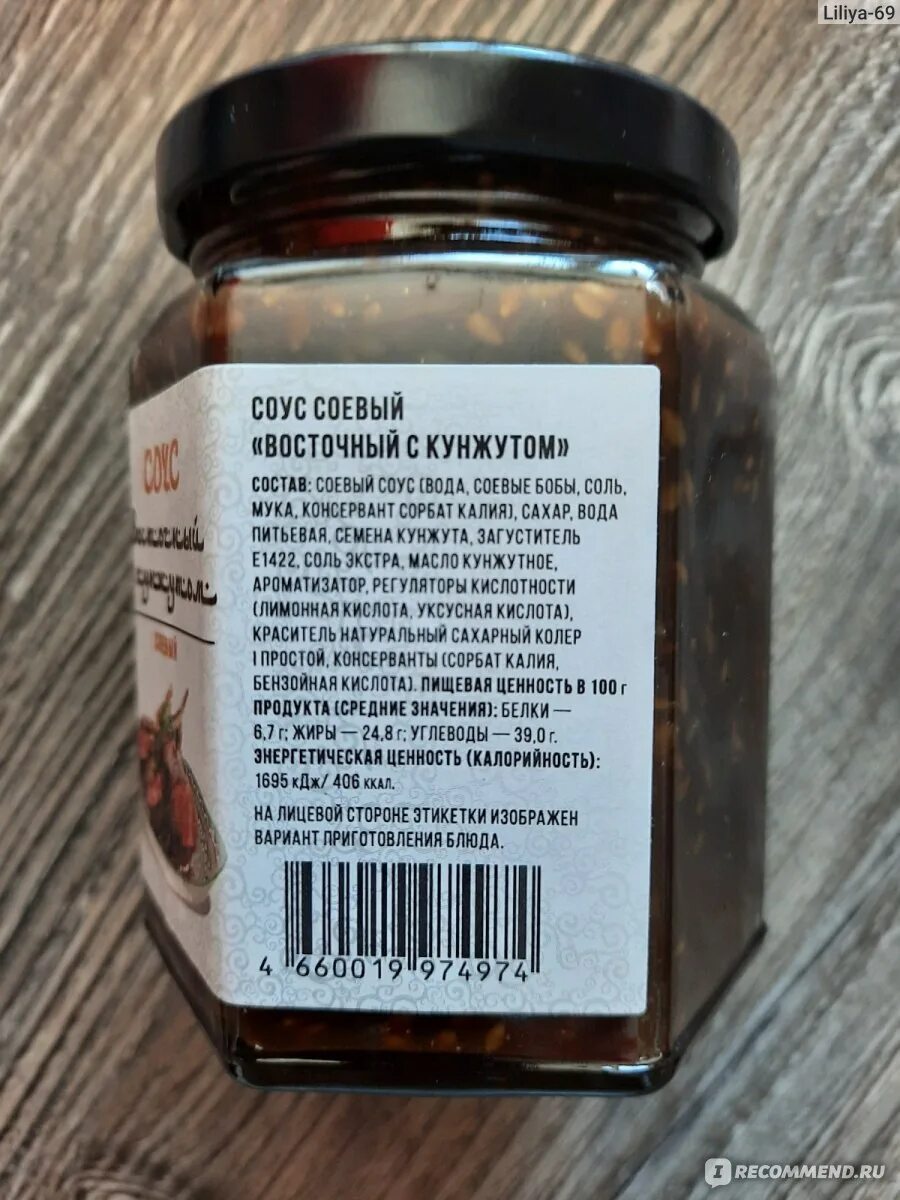 Liliya-69
СОУС СОЕВЫЙ
«ВОСТОЧНЫЙ С КУНЖУТОМ»
СОСТАВ: СОЕВЫЙ СОУС (ВОДА, СОЕВЫЕ БОБЫ, СОЛЬ,
МУКА, КОНСЕРВАНТ СОРБАТ КАЛИЯ), САХАР, ВОДА
ПИТЬЕВАЯ, СЕМЕНА КУНЖУТА, ЗАГУСТИТЕЛЬ
Е1422, СОЛЬ ЭКСТРА, МАСЛО КУНЖУТНОЕ,
АРОМАТИЗАТОР, РЕГУЛЯТОРЫ КИСЛОТНОСТИ
(ЛИМОННАЯ КИСЛОТА, УКСУСНАЯ КИСЛОТА),
КРАСИТЕЛЬ НАТУРАЛЬНЫЙ САХАРНЫЙ КОЛЕР
I ПРОСТОЙ, КОНСЕРВАНТЫ (СОРБАТ КАЛИЯ,
БЕНЗОЙНАЯ КИСЛОТА). ПИЩЕВАЯ ЦЕННОСТЬ В 100 г
ПРОДУКТА (СРЕДНИЕ ЗНАЧЕНИЯ): БЕЛКИ —
6,7 г; ЖИРЫ — 24,8 г; УГЛЕВОДЫ — 39,0 г.
ЭНЕРГЕТИЧЕСКАЯ ЦЕННОСТЬ (КАЛОРИЙНОСТЬ):
1695 кДж/ 406 ккал.
НА ЛИЦЕВОЙ СТОРОНЕ ЭТИКЕТКИ ИЗОБРАЖЕН
ВАРИАНТ ПРИГОТОВЛЕНИЯ БЛЮДА.
4 660019 974974
СОУС
IRECOMMEND.RU